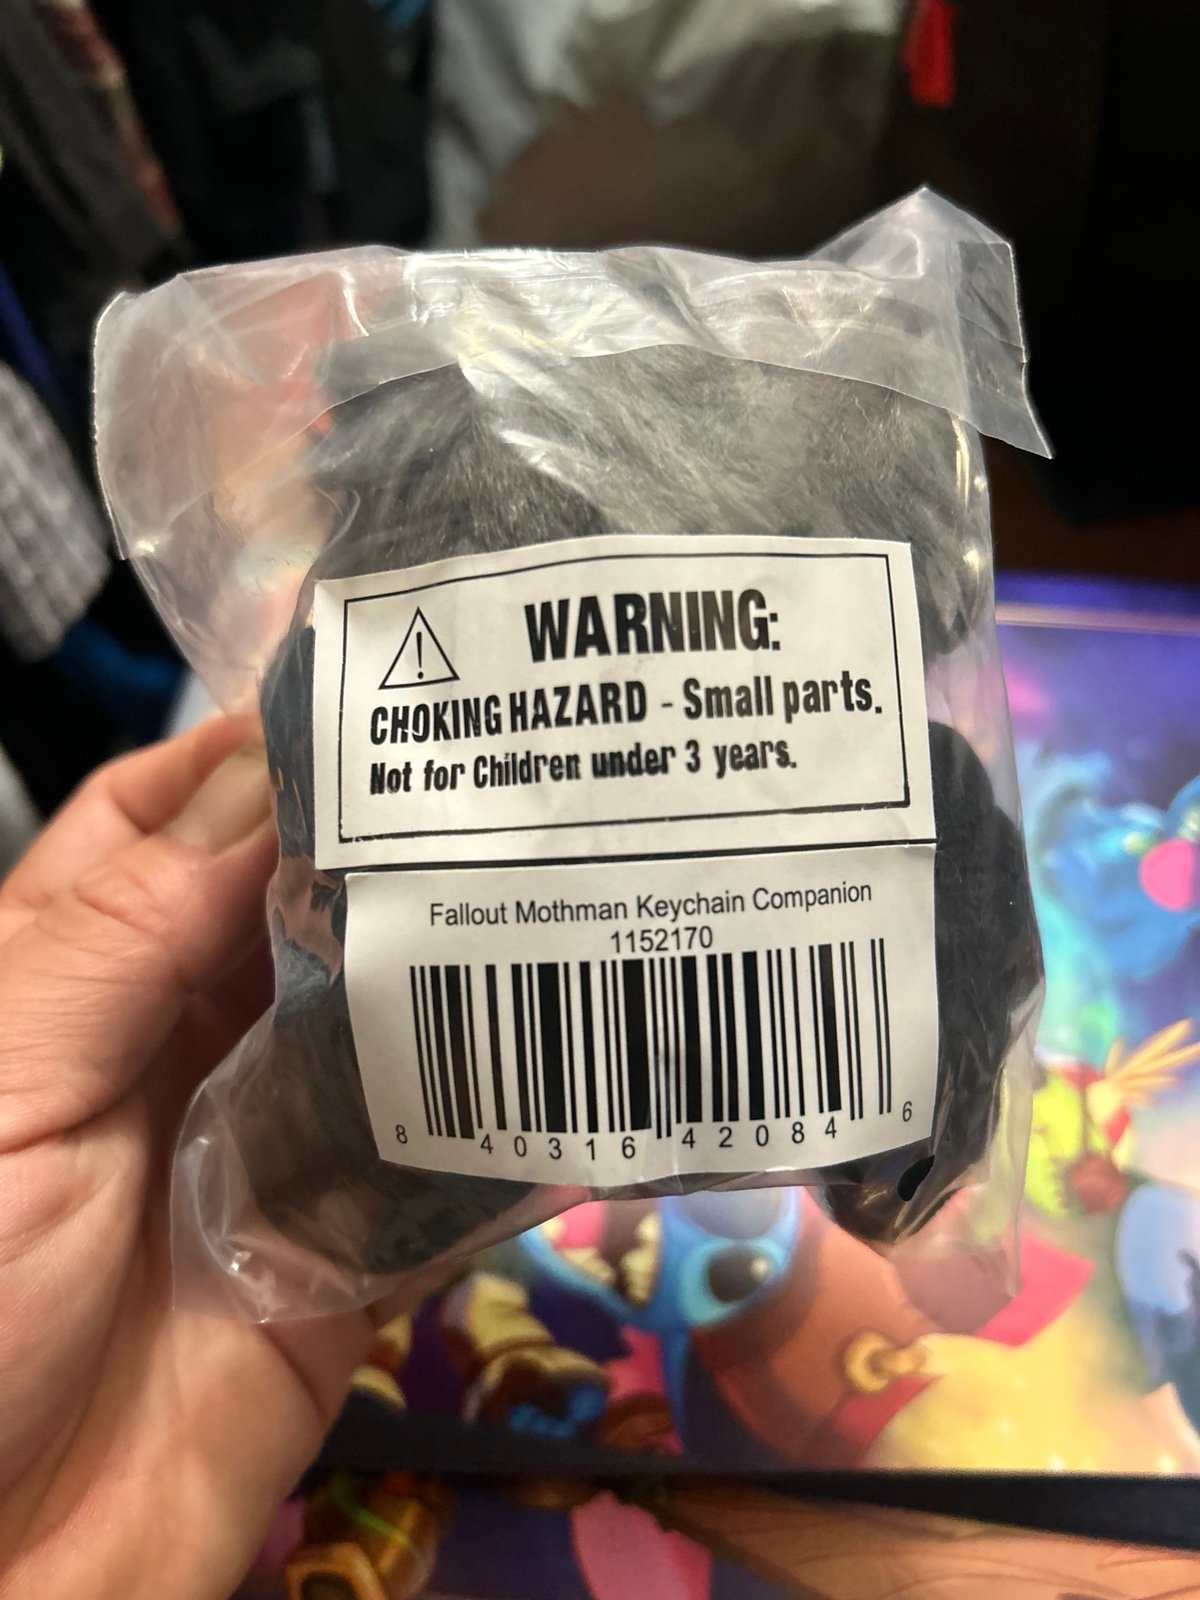 WARNING:
CHOKING HAZARD - Small parts.
Not for Children under 3 years.
Fallout Mothman Keychain Companion
1152170
8 40316 42084 6